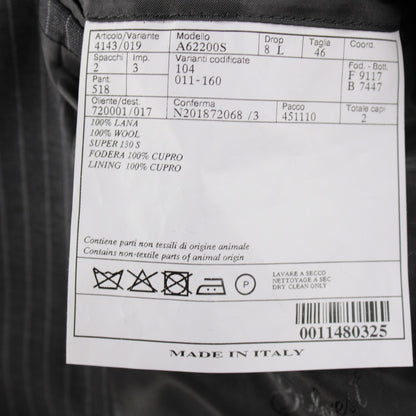 Articolo/Variante Modello Drop Taglia Coord.
4143/019 A62200S 8 L 46
Spacchi Imp. Varianti codificate Fod. - Bott.
2 3 104 F 9117
Pant. 011-160 B 7447
518
Cliente/dest. Conferma Pacco Totale capi
720001/017 N201872068 /3 451110 2
100% LANA
100% WOOL
SUPER 130 S
FODERA 100% CUPRO
LINING 100% CUPRO
Contiene parti non tessili di origine animale
Contains non-textile parts of animal origin
P
LAVARE A SECCO
NETTOYAGE A SEC
DRY CLEAN ONLY
0011480325
MADE IN ITALY